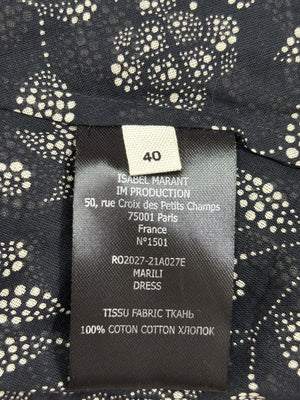 40
ISABEL MARANT
IM PRODUCTION
50, rue Croix des Petits Champs
75001 Paris
France
N°1501
RO2027-21A027E
MARILI
DRESS
TISSU FABRIC ТКАНЬ
100% COTON COTTON ХЛОПОК